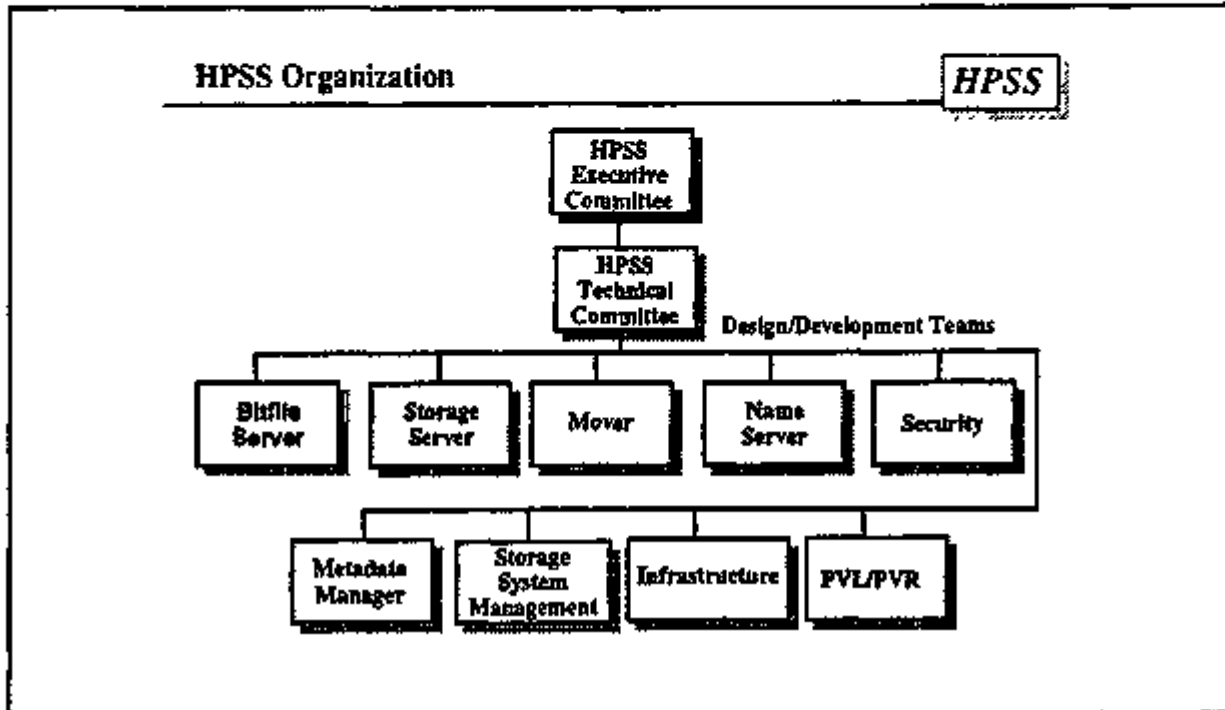 HPSS Organization
HPSS
HPSS
Executive
Committee
HPSS
Technical
Committee
Design/Development Teams
Bitfile
Server
Storage
Server
Mover
Name
Server
Security
Metadata
Manager
Storage
System
Management
Infrastructure
PVL/PVR